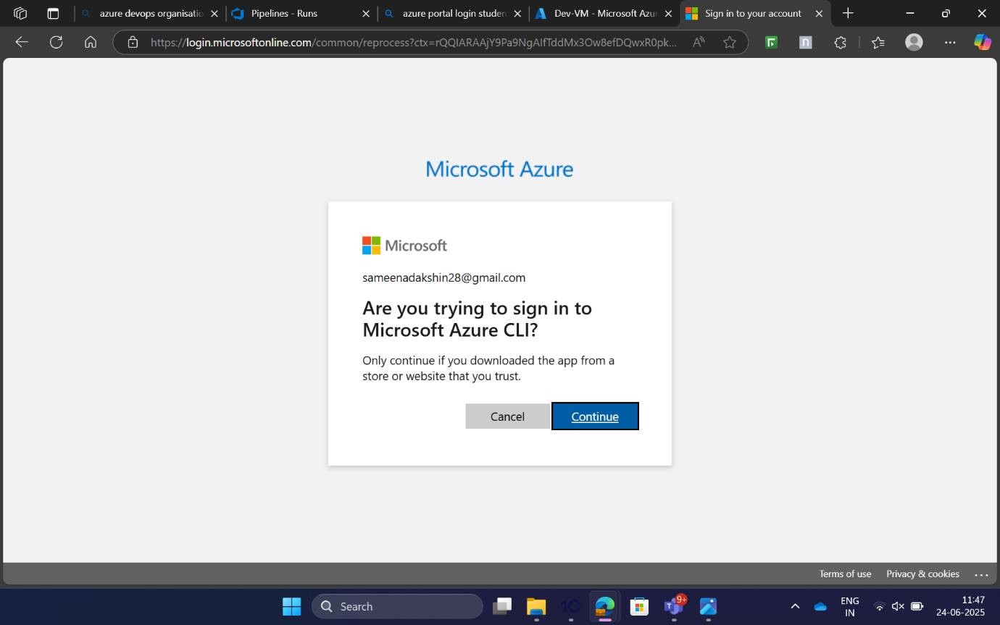 azure devops organisatio
Pipelines - Runs
azure portal login studen
Dev-VM - Microsoft Azur
Sign in to your account
https://login.microsoftonline.com/common/reprocess?ctx=rQQIARAAjY9Pa9NgAIfTddMx3Ow8efDQwxR0pk...
Microsoft Azure
Microsoft
sameenadakshin28@gmail.com
Are you trying to sign in to
Microsoft Azure CLI?
Only continue if you downloaded the app from a
store or website that you trust.
Cancel
Continue
Terms of use
Privacy & cookies
...
Search
1C
9+
ENG
IN
11:47
24-06-2025